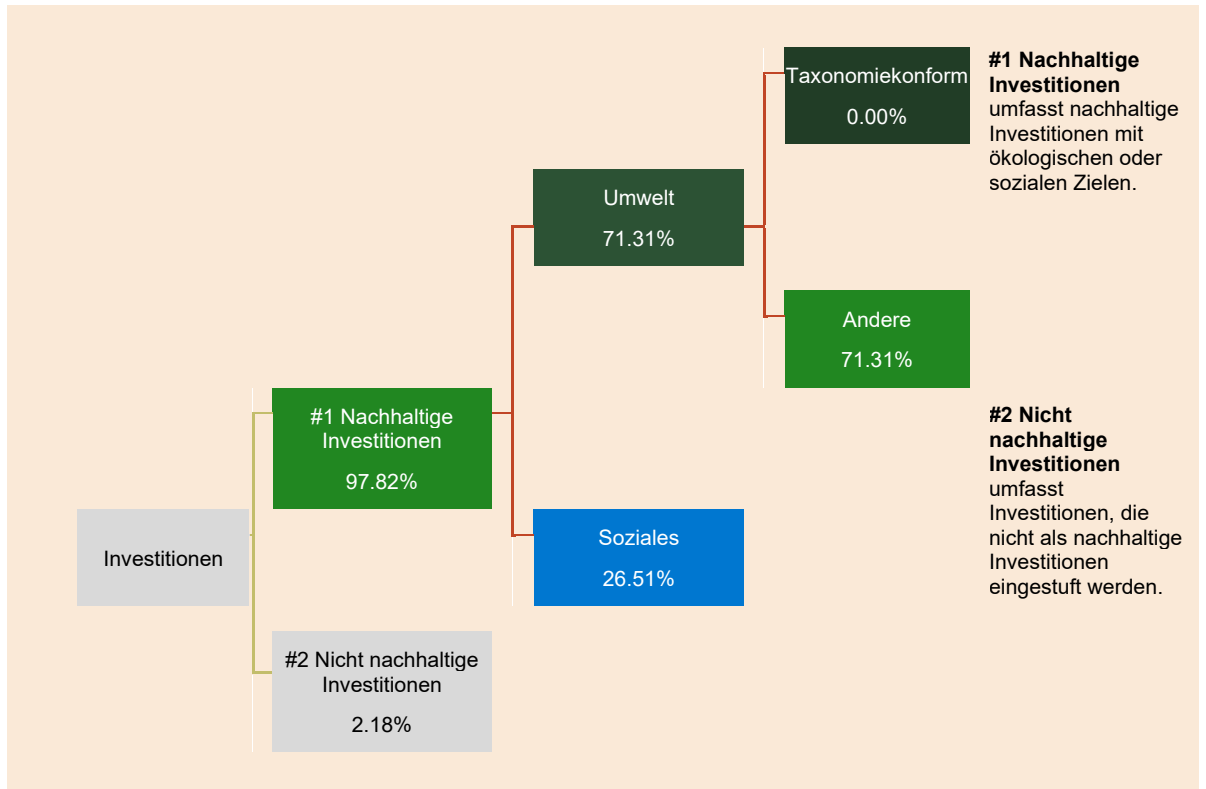 Taxonomiekonform
0.00%
#1 Nachhaltige
Investitionen
umfasst nachhaltige
Investitionen mit
ökologischen oder
sozialen Zielen.
Umwelt
71.31%
Andere
71.31%
#1 Nachhaltige
Investitionen
97.82%
#2 Nicht
nachhaltige
Investitionen
umfasst
Investitionen, die
nicht als nachhaltige
Investitionen
eingestuft werden.
Investitionen
Soziales
26.51%
#2 Nicht nachhaltige
Investitionen
2.18%